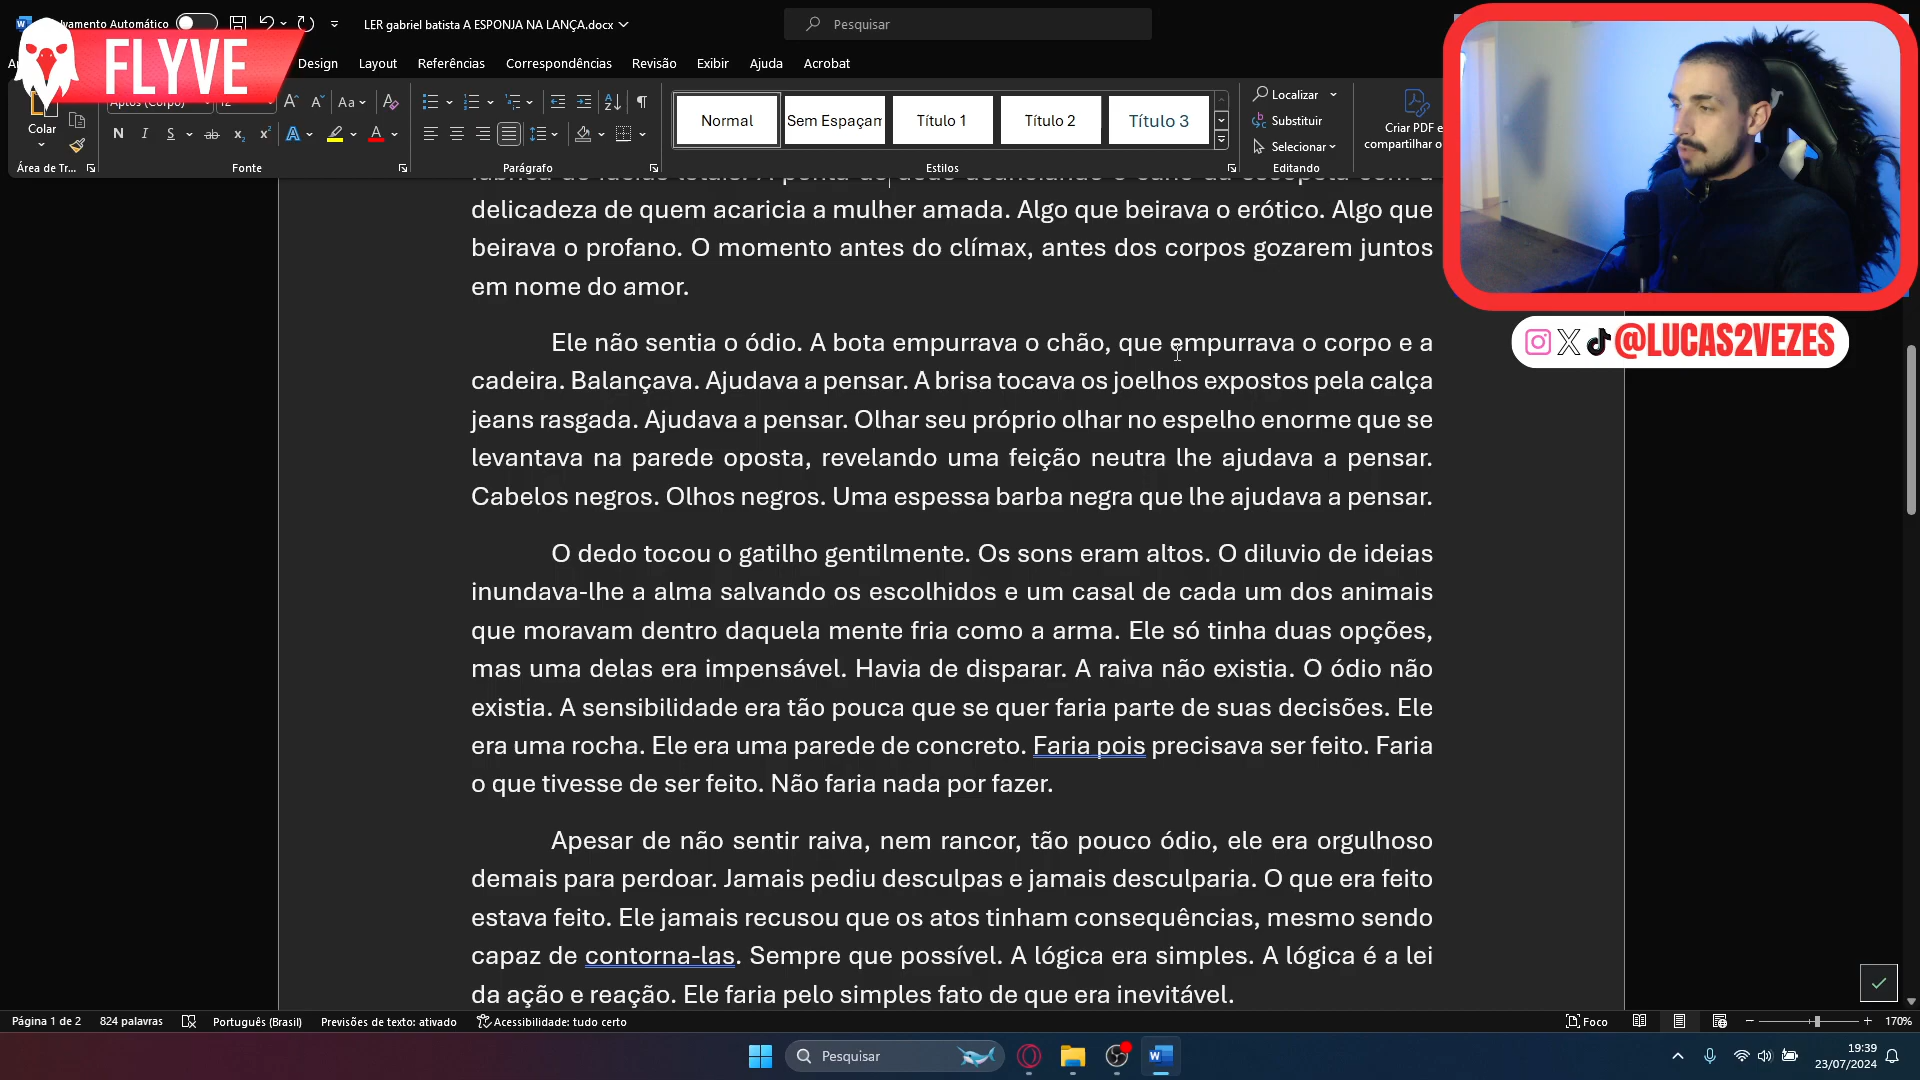 Salvamento Automático
LER gabriel batista A ESPONJA NA LANÇA.docx
Pesquisar
FLYVE
Design
Layout
Referências
Correspondências
Revisão
Exibir
Ajuda
Acrobat
Colar
Aptos (Corpo)
12
Aa
Normal
Sem Espaçam
Título 1
Título 2
Título 3
Localizar
Substituir
Selecionar
Criar PDF e
compartilhar o
Área de Tr...
Fonte
Parágrafo
Estilos
Editando
@LUCAS2VEZES
delicadeza de quem acaricia a mulher amada. Algo que beirava o erótico. Algo que
beirava o profano. O momento antes do clímax, antes dos corpos gozarem juntos
em nome do amor.
Ele não sentia o ódio. A bota empurrava o chão, que empurrava o corpo e a
cadeira. Balançava. Ajudava a pensar. A brisa tocava os joelhos expostos pela calça
jeans rasgada. Ajudava a pensar. Olhar seu próprio olhar no espelho enorme que se
levantava na parede oposta, revelando uma feição neutra lhe ajudava a pensar.
Cabelos negros. Olhos negros. Uma espessa barba negra que lhe ajudava a pensar.
O dedo tocou o gatilho gentilmente. Os sons eram altos. O diluvio de ideias
inundava-lhe a alma salvando os escolhidos e um casal de cada um dos animais
que moravam dentro daquela mente fria como a arma. Ele só tinha duas opções,
mas uma delas era impensável. Havia de disparar. A raiva não existia. O ódio não
existia. A sensibilidade era tão pouca que se quer faria parte de suas decisões. Ele
era uma rocha. Ele era uma parede de concreto. Faria pois precisava ser feito. Faria
o que tivesse de ser feito. Não faria nada por fazer.
Apesar de não sentir raiva, nem rancor, tão pouco ódio, ele era orgulhoso
demais para perdoar. Jamais pediu desculpas e jamais desculparia. O que era feito
estava feito. Ele jamais recusou que os atos tinham consequências, mesmo sendo
capaz de contorna-las. Sempre que possível. A lógica era simples. A lógica é a lei
da ação e reação. Ele faria pelo simples fato de que era inevitável.
Página 1 de 2
824 palavras
Português (Brasil)
Previsões de texto: ativado
Acessibilidade: tudo certo
Foco
170%
Pesquisar
19:39
23/07/2024